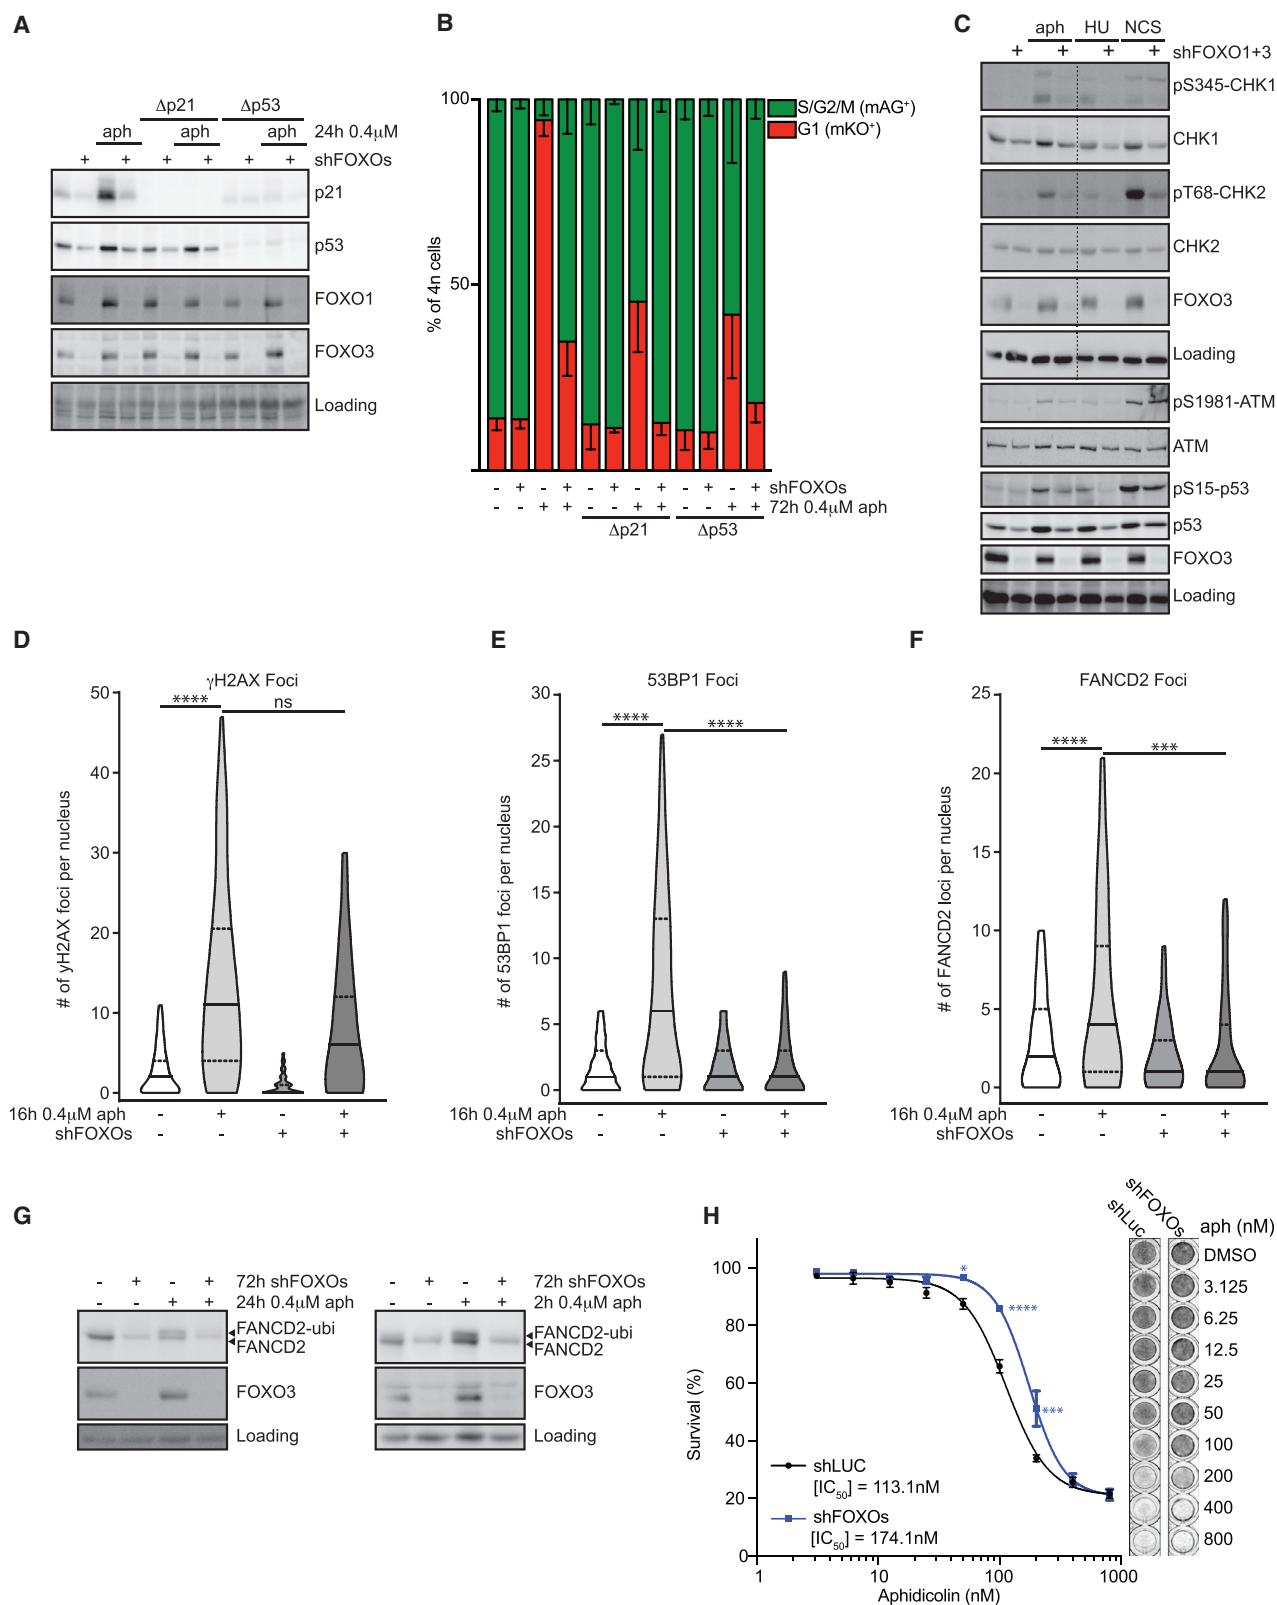 A
Δp21 Δp53
aph aph aph 24h 0.4μM
+ + + + + + shFOXOs
p21
p53
FOXO1
FOXO3
Loading
B
% of 4n cells
100
50
S/G2/M (mAG⁺)
G1 (mKO⁺)
- + - + - + - + - + - + shFOXOs
- - + + - - + + - - + + 72h 0.4μM aph
Δp21 Δp53
C
aph HU NCS
+ + + + shFOXO1+3
pS345-CHK1
CHK1
pT68-CHK2
CHK2
FOXO3
Loading
pS1981-ATM
ATM
pS15-p53
p53
FOXO3
Loading
D
γH2AX Foci
**** ns
# of yH2AX foci per nucleus
50
40
30
20
10
0
16h 0.4μM aph - + - +
shFOXOs - - + +
E
53BP1 Foci
**** ****
# of 53BP1 foci per nucleus
30
25
20
15
10
5
0
- + - +
- - + +
F
FANCD2 Foci
**** ***
# of FANCD2 loci per nucleus
25
20
15
10
5
0
16h 0.4μM aph - + - +
shFOXOs - - + +
G
- + - + 72h shFOXOs
- - + + 24h 0.4μM aph
FANCD2-ubi
FANCD2
FOXO3
Loading
- + - + 72h shFOXOs
- - + + 2h 0.4μM aph
FANCD2-ubi
FANCD2
FOXO3
Loading
H
Survival (%)
100
80
60
40
20
0
*
****
***
shLUC
[IC₅₀] = 113.1nM
shFOXOs
[IC₅₀] = 174.1nM
1 10 100 1000
Aphidicolin (nM)
shLuc
shFOXOs
aph (nM)
DMSO
3.125
6.25
12.5
25
50
100
200
400
800